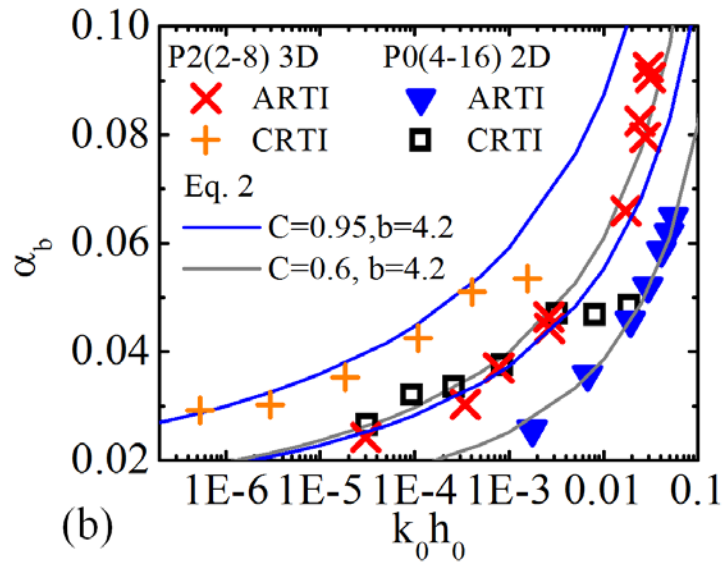 0.10
P2(2-8) 3D P0(4-16) 2D
ARTI ARTI
0.08
CRTI CRTI
Eq. 2
C=0.95,b=4.2
0.06
C=0.6, b=4.2
α_b
0.04
0.02
1E-6 1E-5 1E-4 1E-3 0.01 0.1
(b) k₀h₀